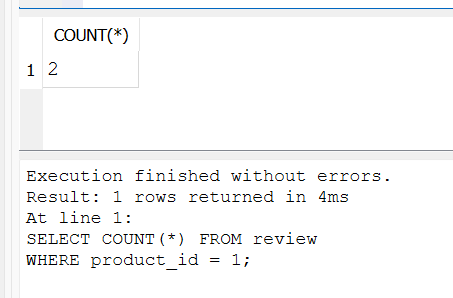 COUNT(*)
1 2
Execution finished without errors.
Result: 1 rows returned in 4ms
At line 1:
SELECT COUNT(*) FROM review
WHERE product_id = 1;